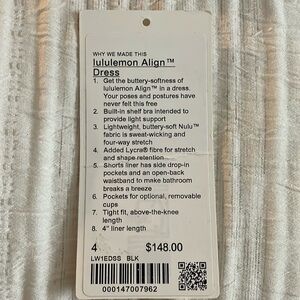 WHY WE MADE THIS
lululemon Align™
Dress
1. Get the buttery-softness of
lululemon Align™ in a dress.
Your poses and postures have
never felt this free
2. Built-in shelf bra intended to
provide light support
3. Lightweight, buttery-soft Nulu™
fabric is sweat-wicking and
four-way stretch
4. Added Lycra® fibre for stretch
and shape retention
5. Shorts liner has side drop-in
pockets and an open-back
waistband to make bathroom
breaks a breeze
6. Pockets for optional, removable
cups
7. Tight fit, above-the-knee
length
8. 4" liner length
4 $148.00
LW1EDSS BLK
000147007962